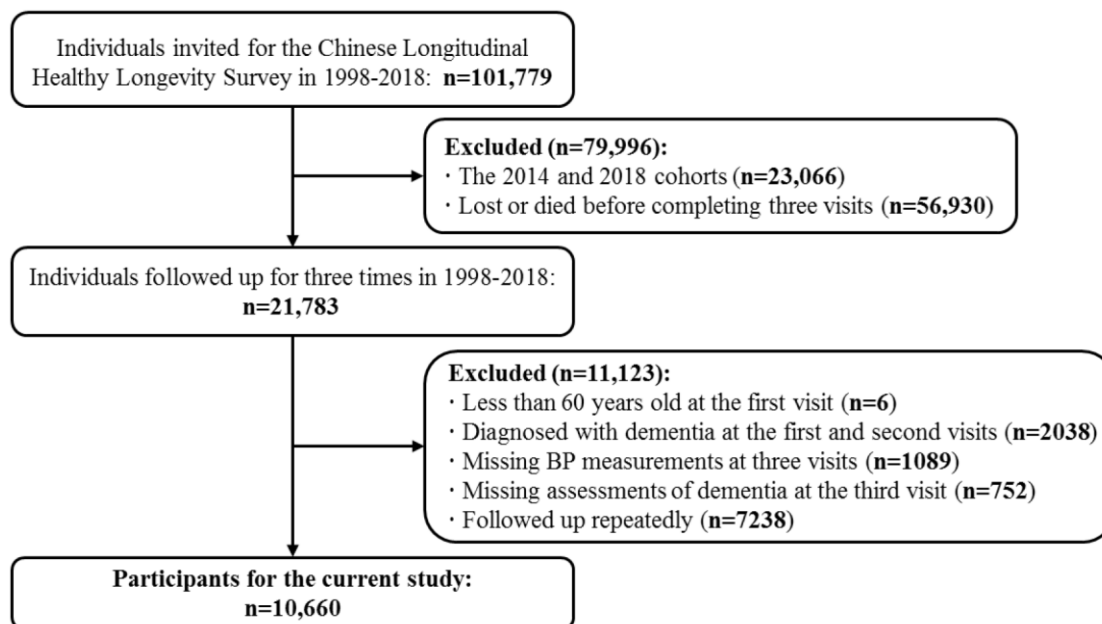 Individuals invited for the Chinese Longitudinal
Healthy Longevity Survey in 1998-2018: n=101,779
Excluded (n=79,996):
· The 2014 and 2018 cohorts (n=23,066)
· Lost or died before completing three visits (n=56,930)
Individuals followed up for three times in 1998-2018:
n=21,783
Excluded (n=11,123):
· Less than 60 years old at the first visit (n=6)
· Diagnosed with dementia at the first and second visits (n=2038)
· Missing BP measurements at three visits (n=1089)
· Missing assessments of dementia at the third visit (n=752)
· Followed up repeatedly (n=7238)
Participants for the current study:
n=10,660